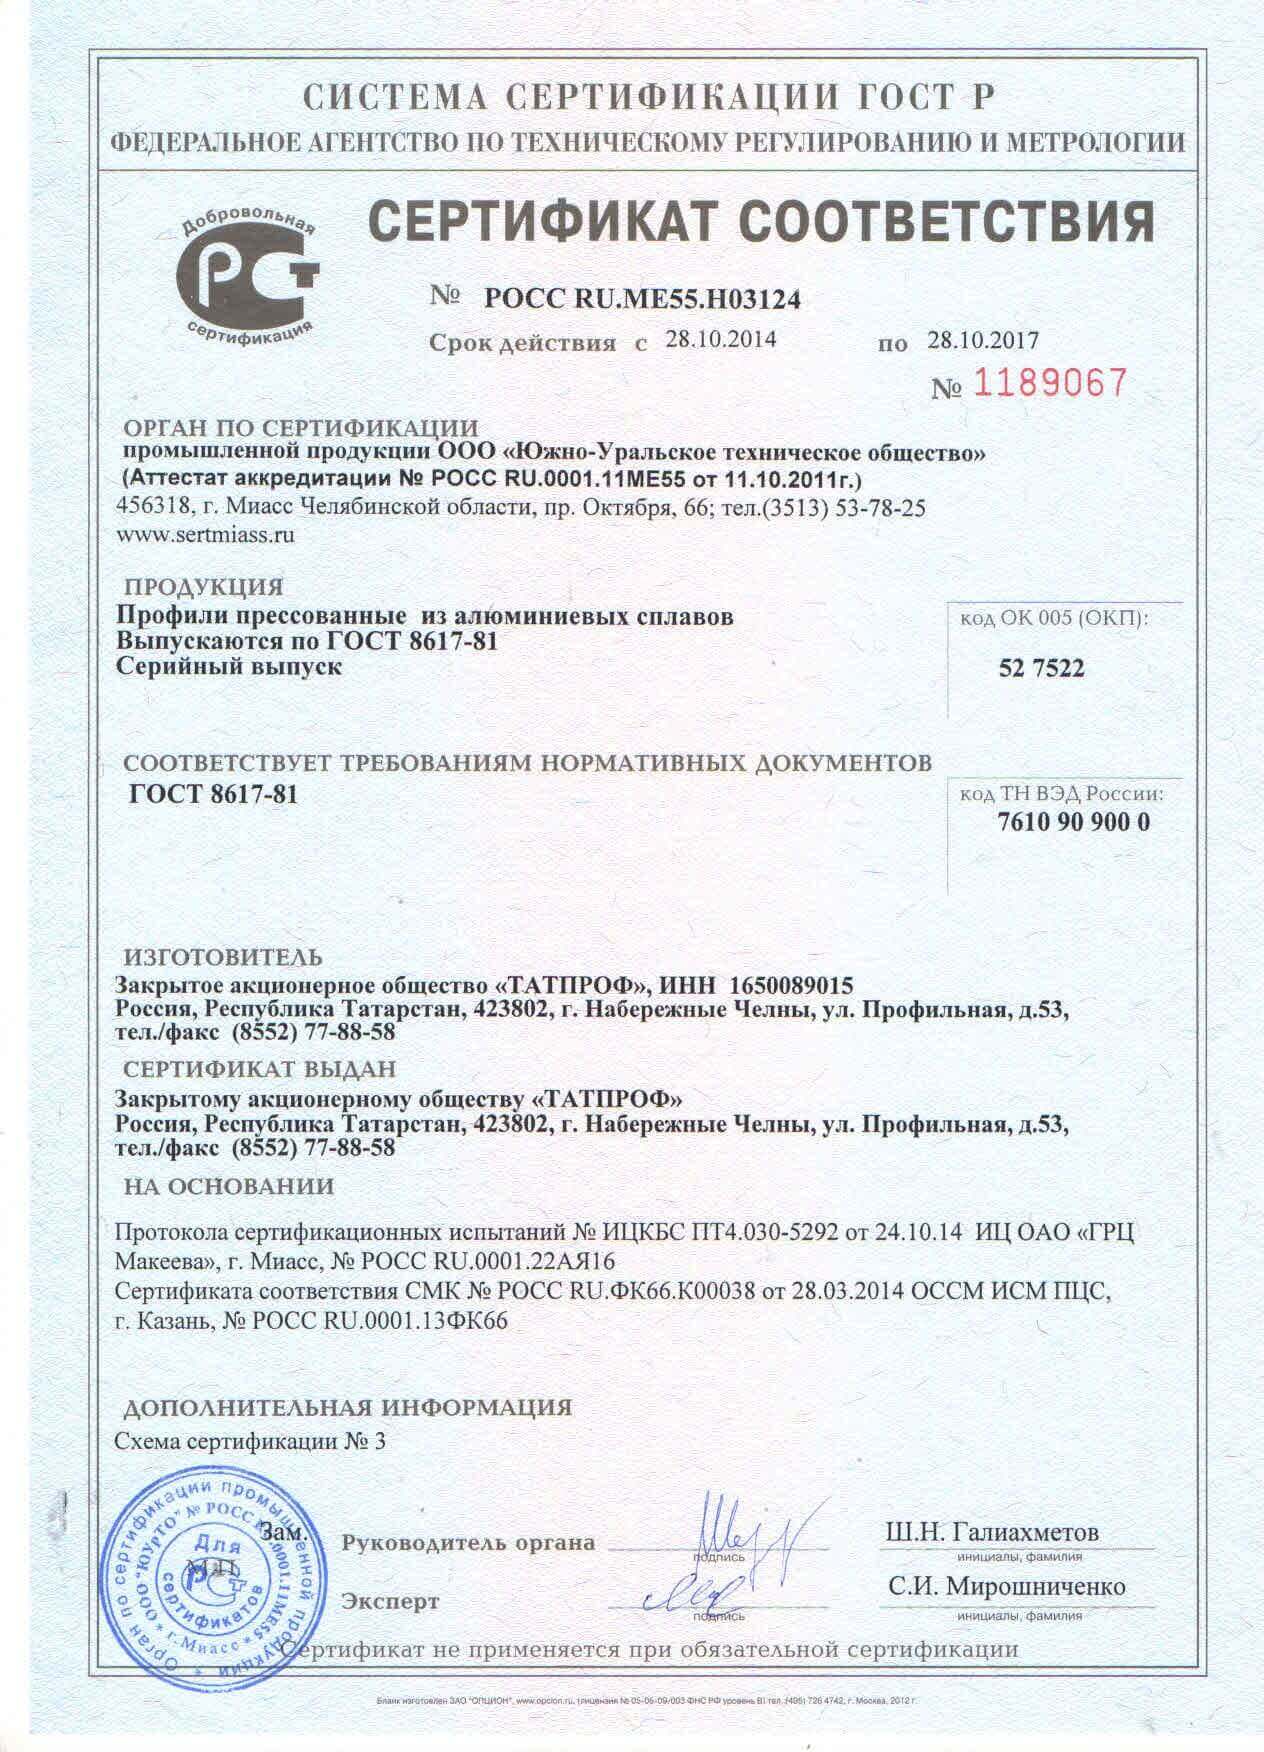 СИСТЕМА СЕРТИФИКАЦИИ ГОСТ Р
ФЕДЕРАЛЬНОЕ АГЕНТСТВО ПО ТЕХНИЧЕСКОМУ РЕГУЛИРОВАНИЮ И МЕТРОЛОГИИ
Добровольная
РСТ
сертификация
СЕРТИФИКАТ СООТВЕТСТВИЯ
№ РОСС RU.МЕ55.Н03124
Срок действия с 28.10.2014 по 28.10.2017
№ 1189067
ОРГАН ПО СЕРТИФИКАЦИИ
промышленной продукции ООО «Южно-Уральское техническое общество»
(Аттестат аккредитации № РОСС RU.0001.11МЕ55 от 11.10.2011г.)
456318, г. Миасс Челябинской области, пр. Октября, 66; тел.(3513) 53-78-25
www.sertmiass.ru
ПРОДУКЦИЯ
Профили прессованные из алюминиевых сплавов
Выпускаются по ГОСТ 8617-81
Серийный выпуск
код ОК 005 (ОКП):
52 7522
СООТВЕТСТВУЕТ ТРЕБОВАНИЯМ НОРМАТИВНЫХ ДОКУМЕНТОВ
ГОСТ 8617-81
код ТН ВЭД России:
7610 90 900 0
ИЗГОТОВИТЕЛЬ
Закрытое акционерное общество «ТАТПРОФ», ИНН 1650089015
Россия, Республика Татарстан, 423802, г. Набережные Челны, ул. Профильная, д.53,
тел./факс (8552) 77-88-58
СЕРТИФИКАТ ВЫДАН
Закрытому акционерному обществу «ТАТПРОФ»
Россия, Республика Татарстан, 423802, г. Набережные Челны, ул. Профильная, д.53,
тел./факс (8552) 77-88-58
НА ОСНОВАНИИ
Протокола сертификационных испытаний № ИЦКБС ПТ4.030-5292 от 24.10.14 ИЦ ОАО «ГРЦ
Макеева», г. Миасс, № РОСС RU.0001.22АЯ16
Сертификата соответствия СМК № РОСС RU.ФК66.К00038 от 28.03.2014 ОССМ ИСМ ПЦС,
г. Казань, № РОСС RU.0001.13ФК66
ДОПОЛНИТЕЛЬНАЯ ИНФОРМАЦИЯ
Схема сертификации № 3
Орган по сертификации промышленной продукции
ООО "ЮУрТО" № РОСС RU.0001.11МЕ55 * г. Миасс *
Для
сертификатов
М.П.
Зам. Руководитель органа
подпись
Ш.Н. Галиахметов
инициалы, фамилия
Эксперт
подпись
С.И. Мирошниченко
инициалы, фамилия
Сертификат не применяется при обязательной сертификации
Бланк изготовлен ЗАО "ОПЦИОН", www.opcion.ru, (лицензия № 05-05-09/003 ФНС РФ уровень В) тел. (495) 726 4742, г. Москва, 2012 г.